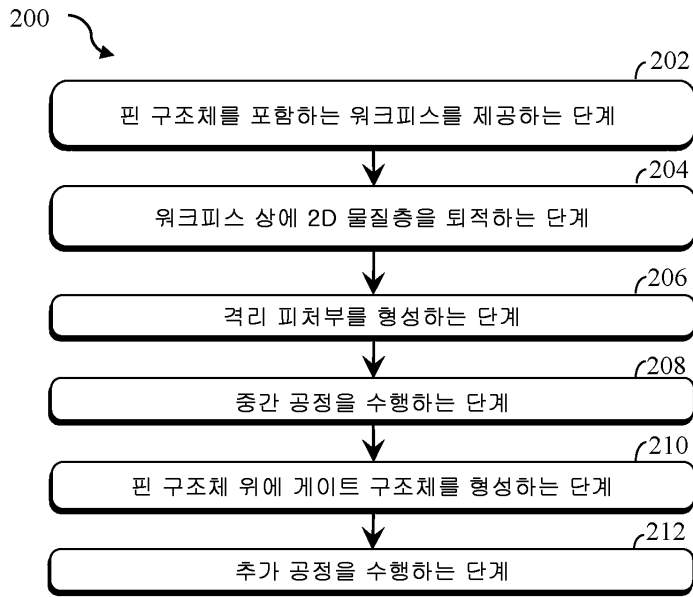 200
202
핀 구조체를 포함하는 워크피스를 제공하는 단계
204
워크피스 상에 2D 물질층을 퇴적하는 단계
206
격리 피처부를 형성하는 단계
208
중간 공정을 수행하는 단계
210
핀 구조체 위에 게이트 구조체를 형성하는 단계
212
추가 공정을 수행하는 단계